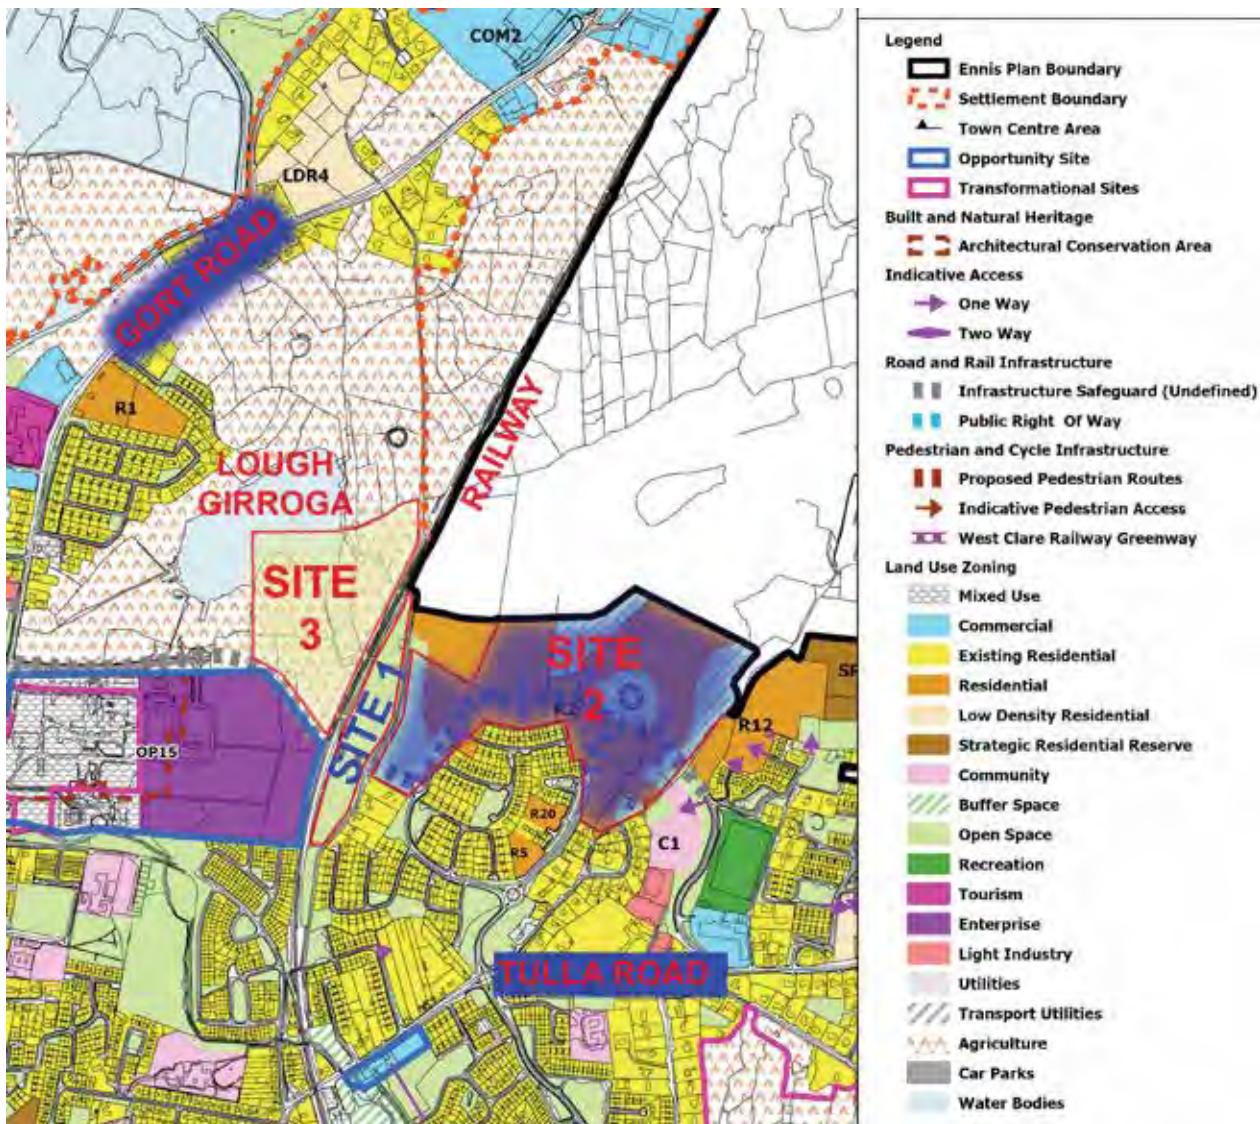 COM2
LDR4
GORT ROAD
R1
LOUGH
GIRROGA
RAILWAY
SITE
3
SITE 1
SITE
2
OP15
R12
R20
R5
C1
TULLA ROAD
Legend
Ennis Plan Boundary
Settlement Boundary
Town Centre Area
Opportunity Site
Transformational Sites
Built and Natural Heritage
Architectural Conservation Area
Indicative Access
One Way
Two Way
Road and Rail Infrastructure
Infrastructure Safeguard (Undefined)
Public Right Of Way
Pedestrian and Cycle Infrastructure
Proposed Pedestrian Routes
Indicative Pedestrian Access
West Clare Railway Greenway
Land Use Zoning
Mixed Use
Commercial
Existing Residential
Residential
Low Density Residential
Strategic Residential Reserve
Community
Buffer Space
Open Space
Recreation
Tourism
Enterprise
Light Industry
Utilities
Transport Utilities
Agriculture
Car Parks
Water Bodies